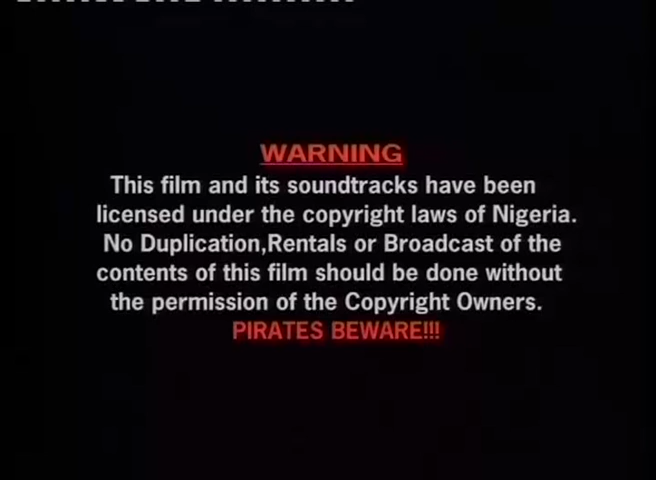 WARNING
This film and its soundtracks have been
licensed under the copyright laws of Nigeria.
No Duplication,Rentals or Broadcast of the
contents of this film should be done without
the permission of the Copyright Owners.
PIRATES BEWARE!!!